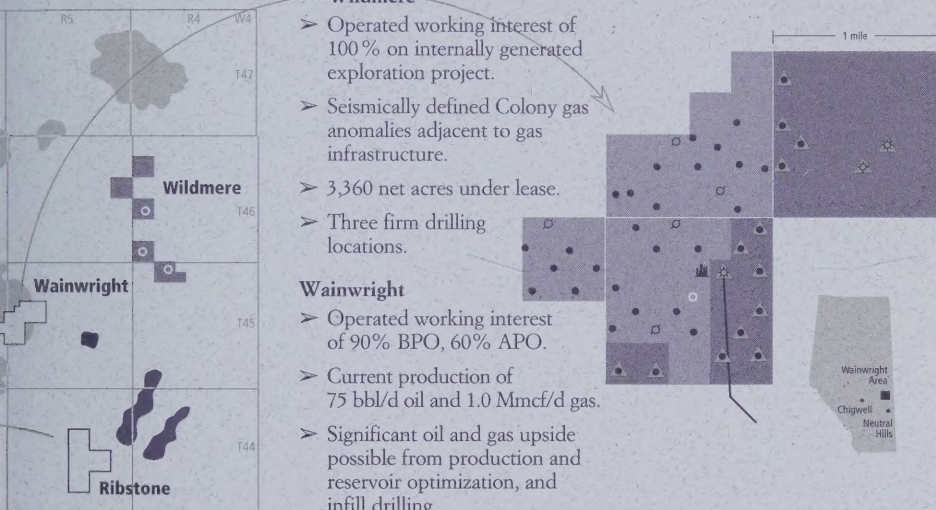 R5
R4
W4
T47
Wildmere
T46
Wainwright
T45
T44
Ribstone
Wildmere
➢ Operated working interest of
100% on internally generated
exploration project.
➢ Seismically defined Colony gas
anomalies adjacent to gas
infrastructure.
➢ 3,360 net acres under lease.
➢ Three firm drilling
locations.
Wainwright
➢ Operated working interest
of 90% BPO, 60% APO.
➢ Current production of
75 bbl/d oil and 1.0 Mmcf/d gas.
➢ Significant oil and gas upside
possible from production and
reservoir optimization, and
infill drilling
1 mile
Wainwright
Area
Chigwell
Neutral
Hills